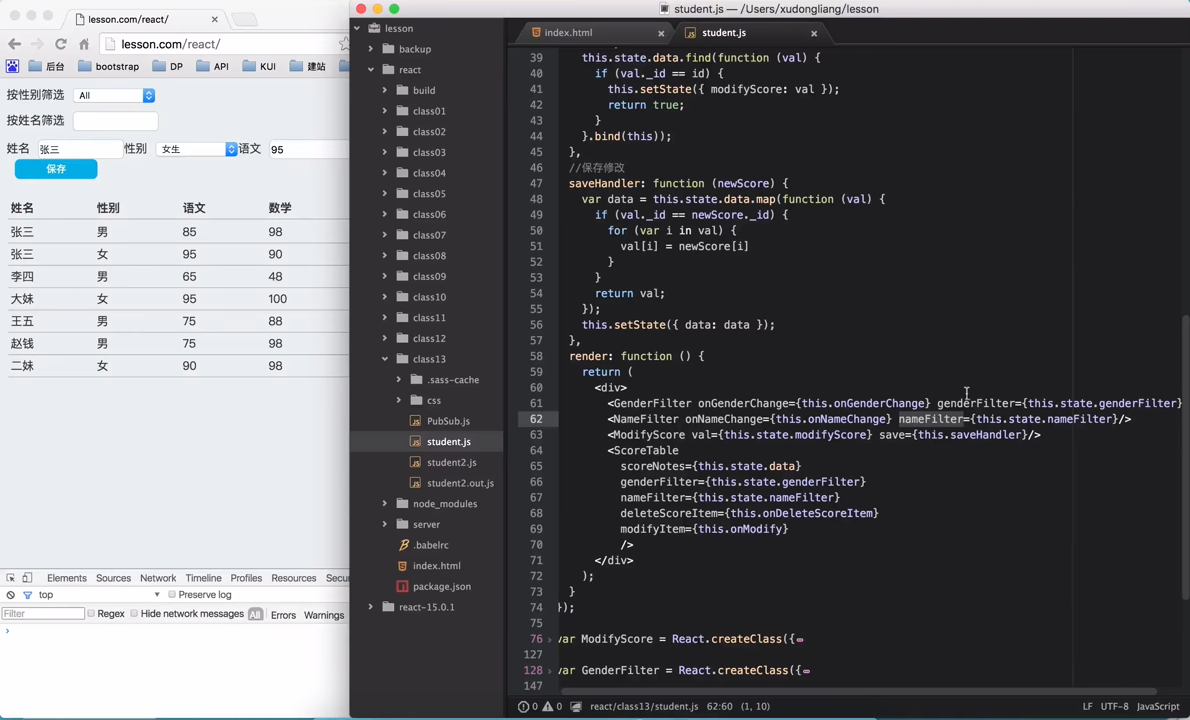 lesson.com/react/
lesson.com/react/
后台 bootstrap DP API KUI 建站
按性别筛选 All
按姓名筛选
姓名 张三 性别 女生 语文 95
保存
姓名 性别 语文 数学
张三 男 85 98
张三 女 95 90
李四 男 65 48
大妹 女 95 100
王五 男 75 88
赵钱 男 75 98
二妹 女 90 98
Elements Sources Network Timeline Profiles Resources
top Preserve log
Filter Regex Hide network messages All Errors Warnings
student.js — /Users/xudongliang/lesson
lesson
backup
react
build
class01
class02
class03
class04
class05
class06
class07
class08
class09
class10
class11
class12
class13
.sass-cache
css
PubSub.js
student.js
student2.js
student2.out.js
node_modules
server
.babelrc
index.html
package.json
react-15.0.1
index.html student.js
39 this.state.data.find(function (val) {
40 if (val._id == id) {
41 this.setState({ modifyScore: val });
42 return true;
43 }
44 }.bind(this));
45 },
46 //保存修改
47 saveHandler: function (newScore) {
48 var data = this.state.data.map(function (val) {
49 if (val._id == newScore._id) {
50 for (var i in val) {
51 val[i] = newScore[i]
52 }
53 }
54 return val;
55 });
56 this.setState({ data: data });
57 },
58 render: function () {
59 return (
60 <div>
61 <GenderFilter onGenderChange={this.onGenderChange} genderFilter={this.state.genderFilter}
62 <NameFilter onNameChange={this.onNameChange} nameFilter={this.state.nameFilter}/>
63 <ModifyScore val={this.state.modifyScore} save={this.saveHandler}/>
64 <ScoreTable
65 scoreNotes={this.state.data}
66 genderFilter={this.state.genderFilter}
67 nameFilter={this.state.nameFilter}
68 deleteScoreItem={this.onDeleteScoreItem}
69 modifyItem={this.onModify}
70 />
71 </div>
72 );
73 }
74 });
75
76 var ModifyScore = React.createClass({
127
128 var GenderFilter = React.createClass({
147
0 0 react/class13/student.js 62:60 (1, 10) LF UTF-8 JavaScript